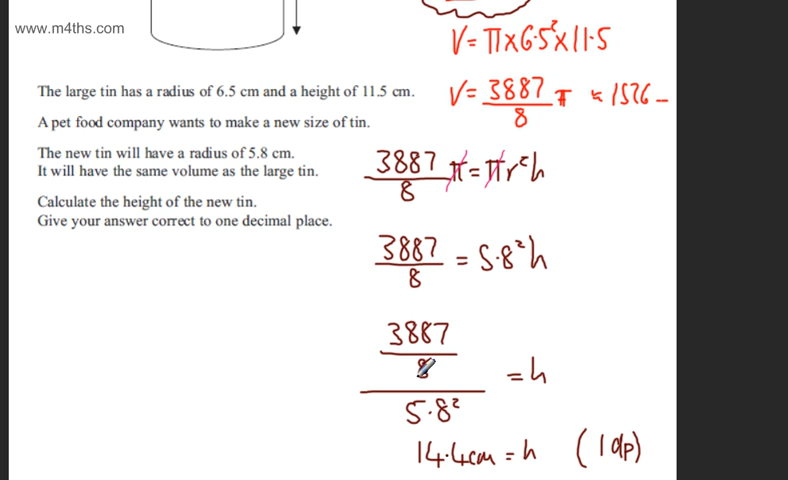 www.m4ths.com
V = π × 6.5² × 11.5
The large tin has a radius of 6.5 cm and a height of 11.5 cm.
V = 3887/8 π ≈ 1526
A pet food company wants to make a new size of tin.
The new tin will have a radius of 5.8 cm.
It will have the same volume as the large tin.
3887/8 π = πr²h
Calculate the height of the new tin.
Give your answer correct to one decimal place.
3887/8 = 5.8²h
3887/8 / 5.8² = h
14.4cm = h (1dp)